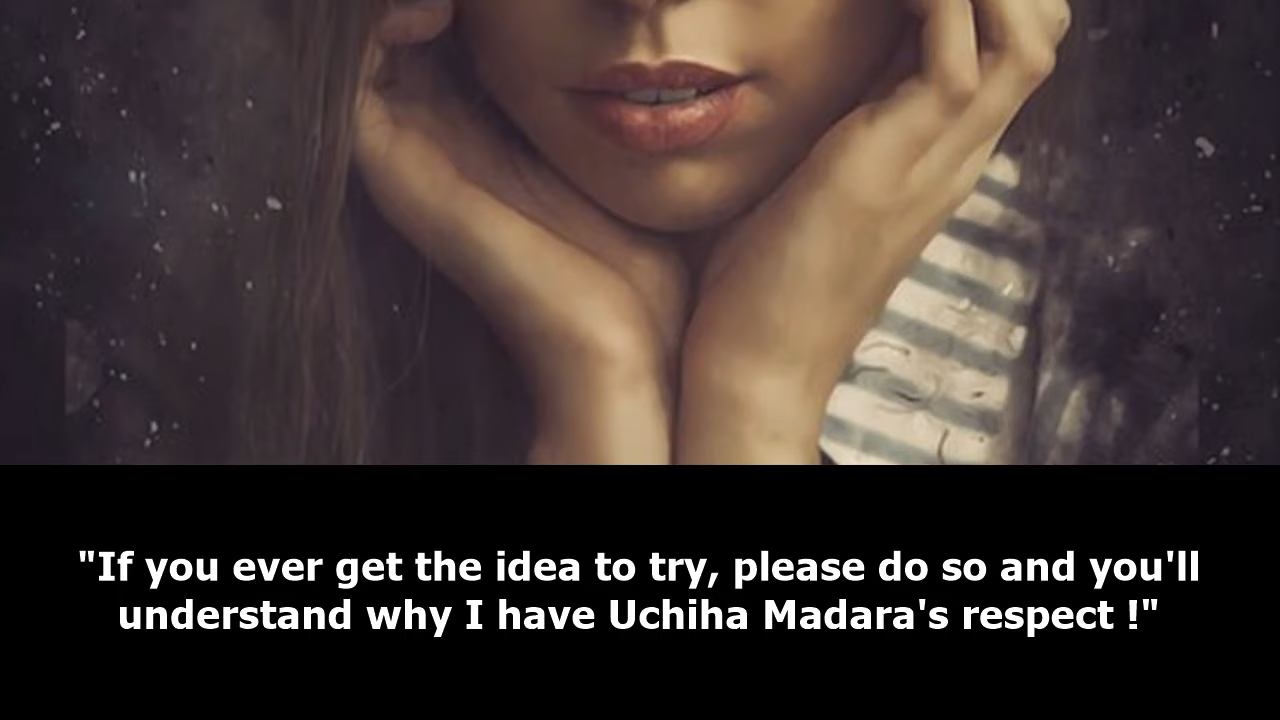 "If you ever get the idea to try, please do so and you'll
understand why I have Uchiha Madara's respect !"